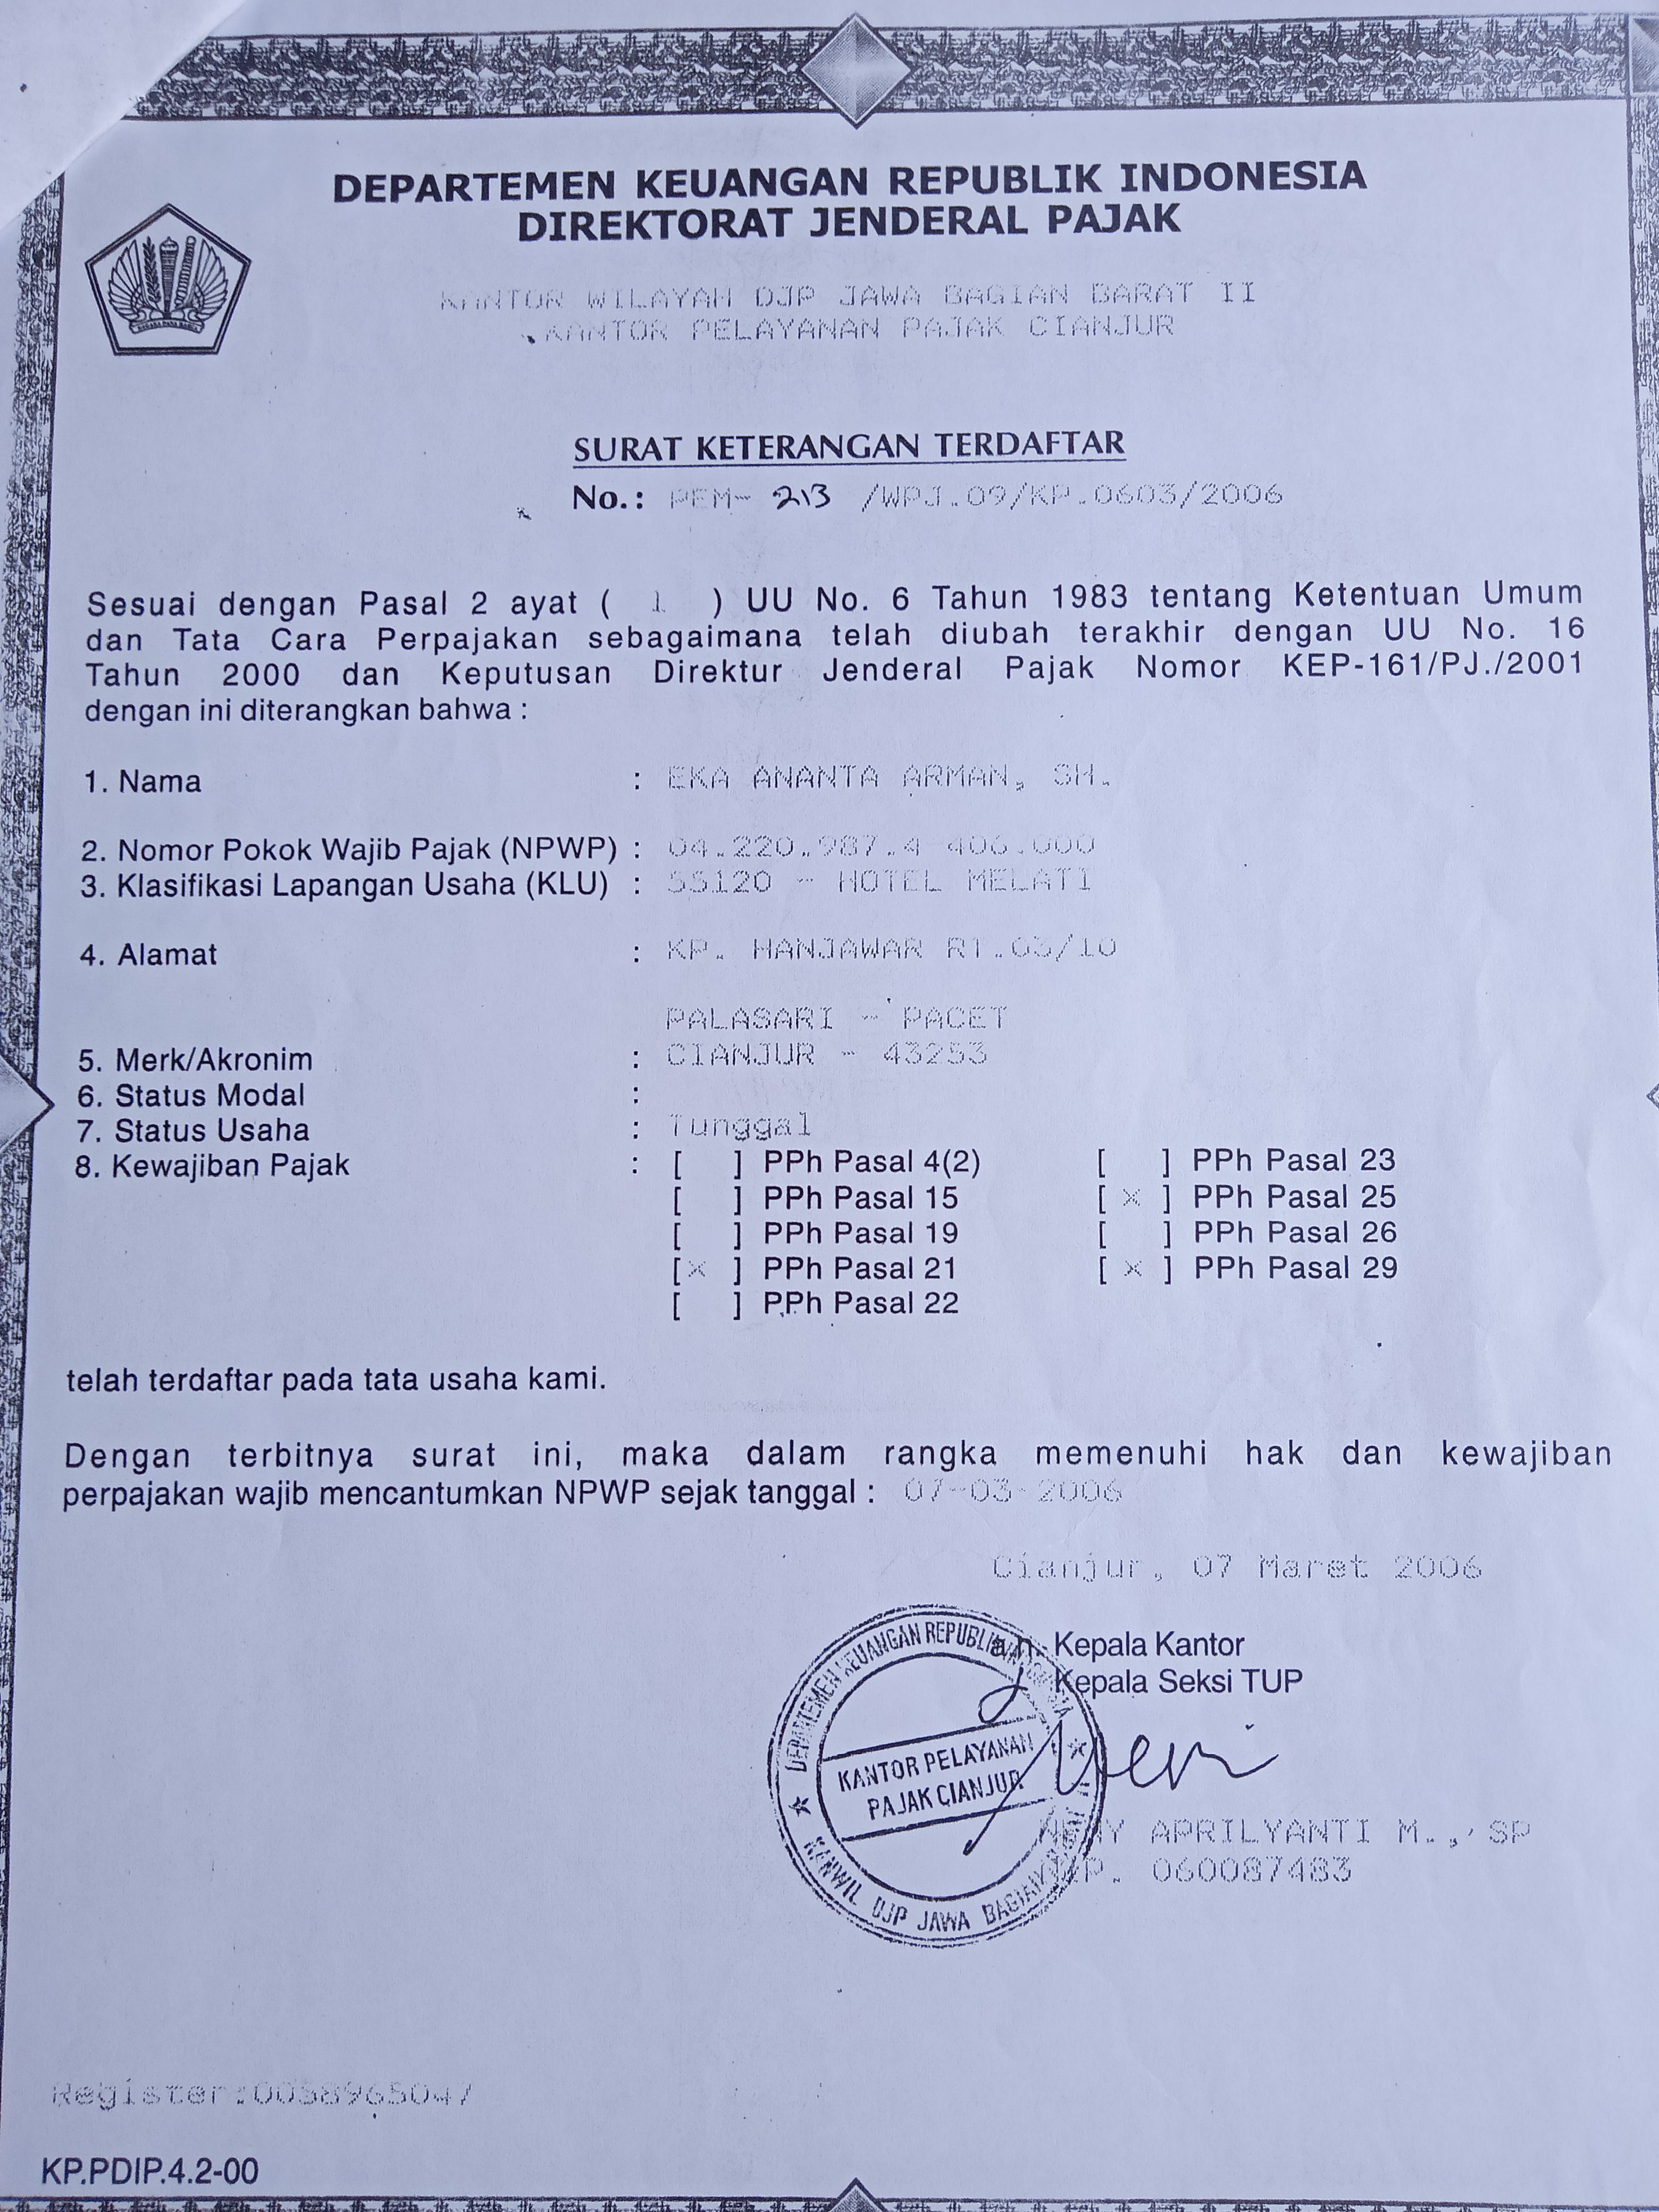 DEPARTEMEN KEUANGAN REPUBLIK INDONESIA
DIREKTORAT JENDERAL PAJAK
KANTOR WILAYAH DJP JAWA BAGIAN BARAT II
KANTOR PELAYANAN PAJAK CIANJUR
SURAT KETERANGAN TERDAFTAR
No.: PEM- 213 /WPJ.09/KP.0603/2006
Sesuai dengan Pasal 2 ayat ( 1 ) UU No. 6 Tahun 1983 tentang Ketentuan Umum
dan Tata Cara Perpajakan sebagaimana telah diubah terakhir dengan UU No. 16
Tahun 2000 dan Keputusan Direktur Jenderal Pajak Nomor KEP-161/PJ./2001
dengan ini diterangkan bahwa :
1. Nama : EKA ANANTA ARMAN, SH.
2. Nomor Pokok Wajib Pajak (NPWP) : 04.220.987.4-406.000
3. Klasifikasi Lapangan Usaha (KLU) : 55120 - HOTEL MELATI
4. Alamat : KP. HANJAWAR RT.03/10
PALASARI - PACET
5. Merk/Akronim : CIANJUR - 43253
6. Status Modal :
7. Status Usaha : Tunggal
8. Kewajiban Pajak : [ ] PPh Pasal 4(2) [ ] PPh Pasal 23
[ ] PPh Pasal 15 [ x ] PPh Pasal 25
[ ] PPh Pasal 19 [ ] PPh Pasal 26
[ x ] PPh Pasal 21 [ x ] PPh Pasal 29
[ ] PPh Pasal 22
telah terdaftar pada tata usaha kami.
Dengan terbitnya surat ini, maka dalam rangka memenuhi hak dan kewajiban
perpajakan wajib mencantumkan NPWP sejak tanggal : 07-03-2006
Cianjur, 07 Maret 2006
a.n. Kepala Kantor
Kepala Seksi TUP
DEPARTEMEN KEUANGAN REPUBLIK INDONESIA
KANTOR PELAYANAN
PAJAK CIANJUR
KANWIL DJP JAWA BAGIAN
APRILYANTI M., SP
NIP. 060087483
Register:0038965047
KP.PDIP.4.2-00